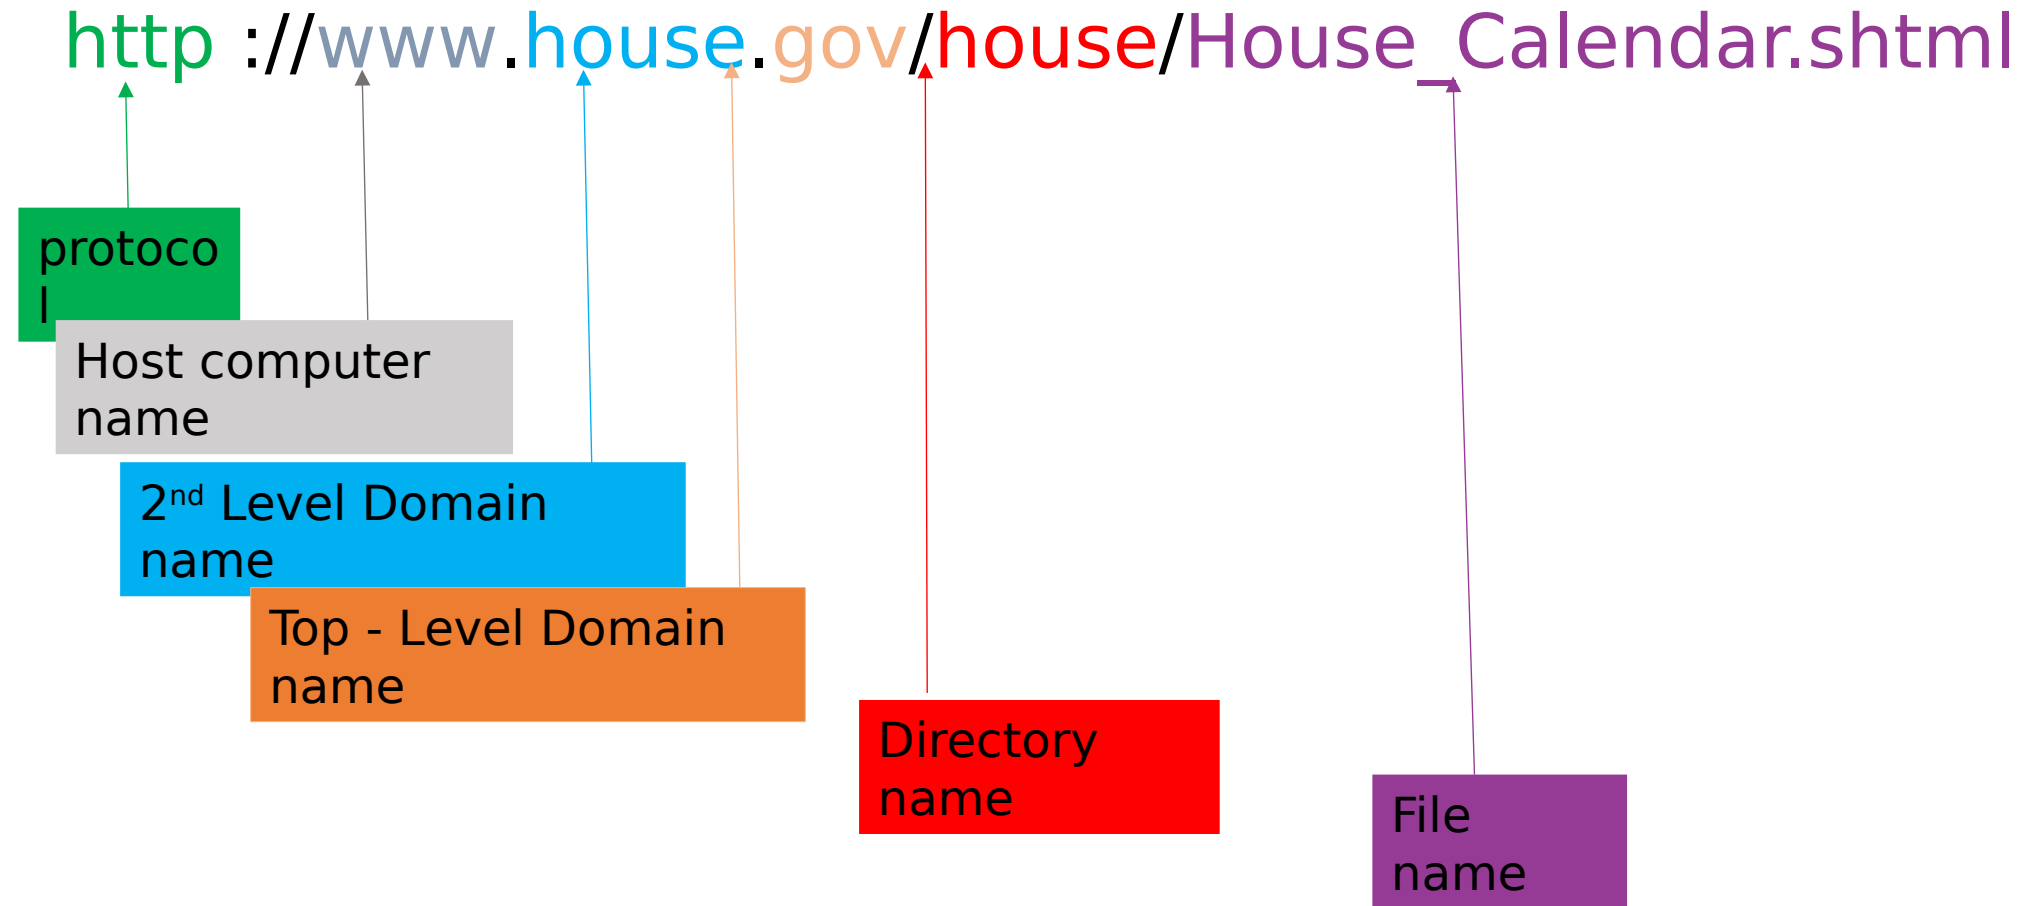 http ://www.house.gov/house/House_Calendar.shtml
protoco
l
Host computer
name
2nd Level Domain
name
Top - Level Domain
name
Directory
name
File
name